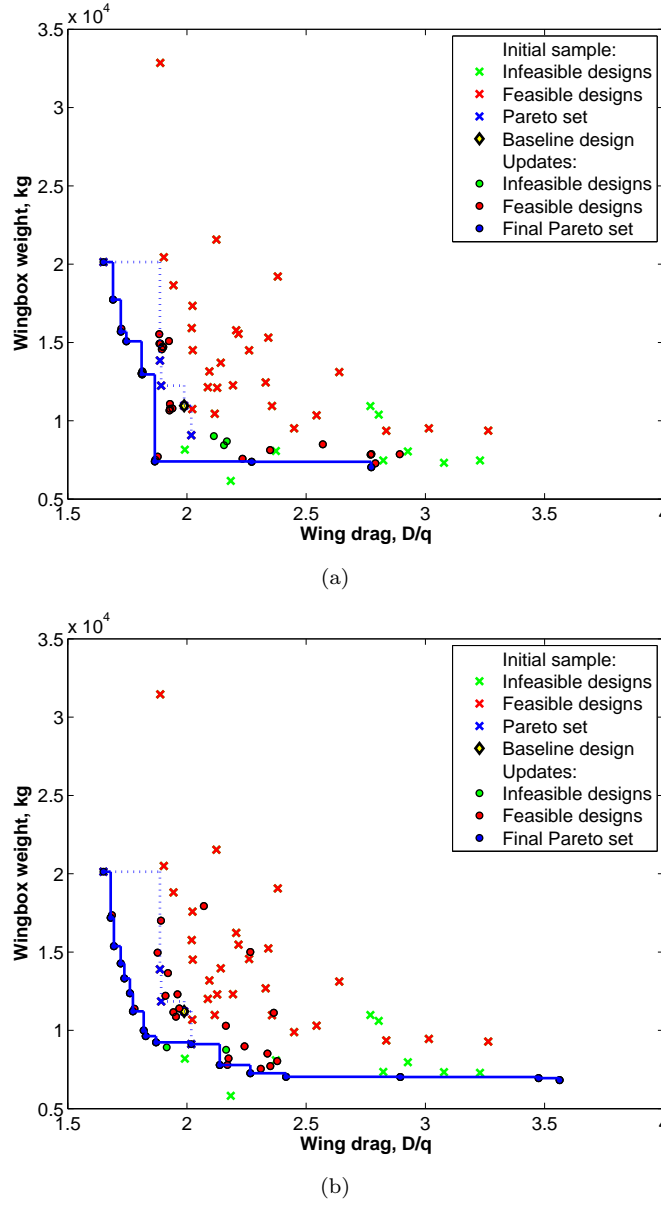 x 10⁴
3.5
3
2.5
2
1.5
1
0.5
Wingbox weight, kg
Initial sample:
Infeasible designs
Feasible designs
Pareto set
Baseline design
Updates:
Infeasible designs
Feasible designs
Final Pareto set
1.5 2 2.5 3 3.5 4
Wing drag, D/q
(a)
x 10⁴
3.5
3
2.5
2
1.5
1
0.5
Wingbox weight, kg
Initial sample:
Infeasible designs
Feasible designs
Pareto set
Baseline design
Updates:
Infeasible designs
Feasible designs
Final Pareto set
1.5 2 2.5 3 3.5 4
Wing drag, D/q
(b)